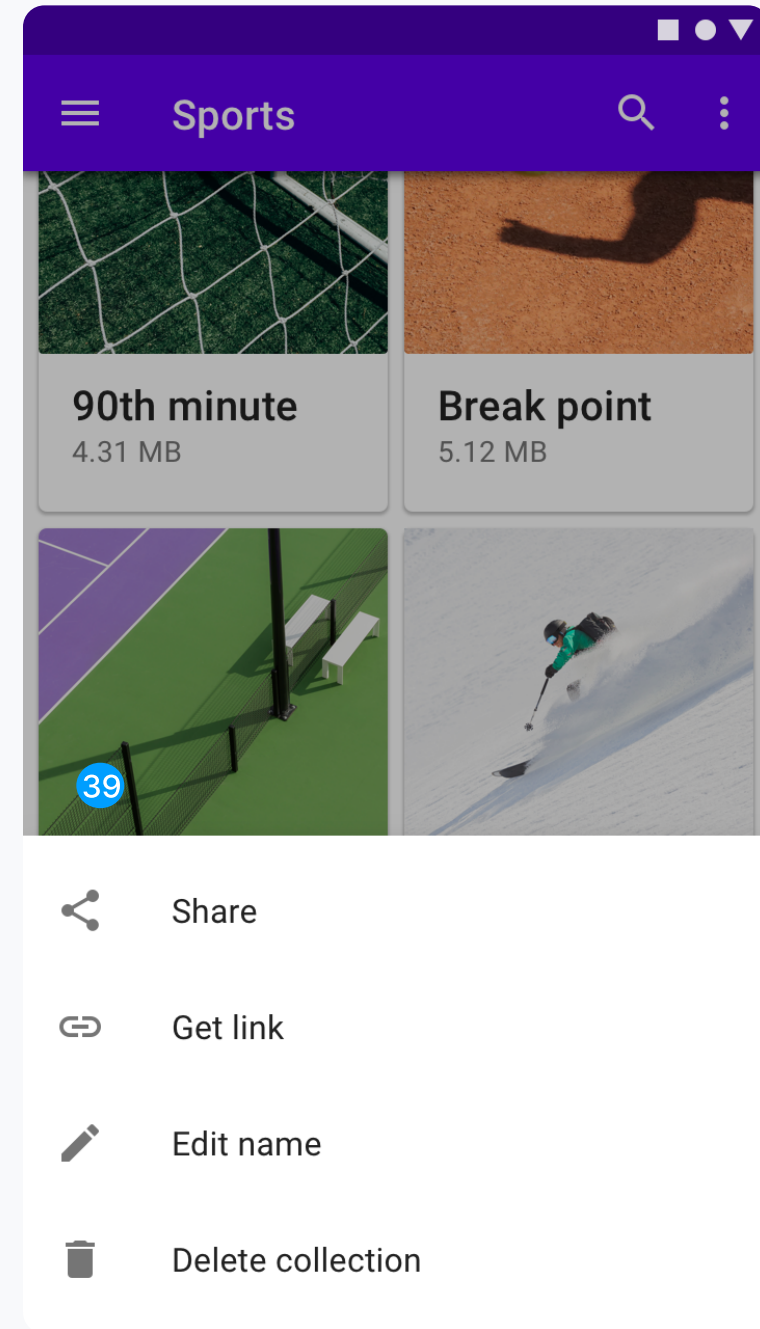 Sports
90th minute
4.31 MB
Break point
5.12 MB
39
Share
Get link
Edit name
Delete collection